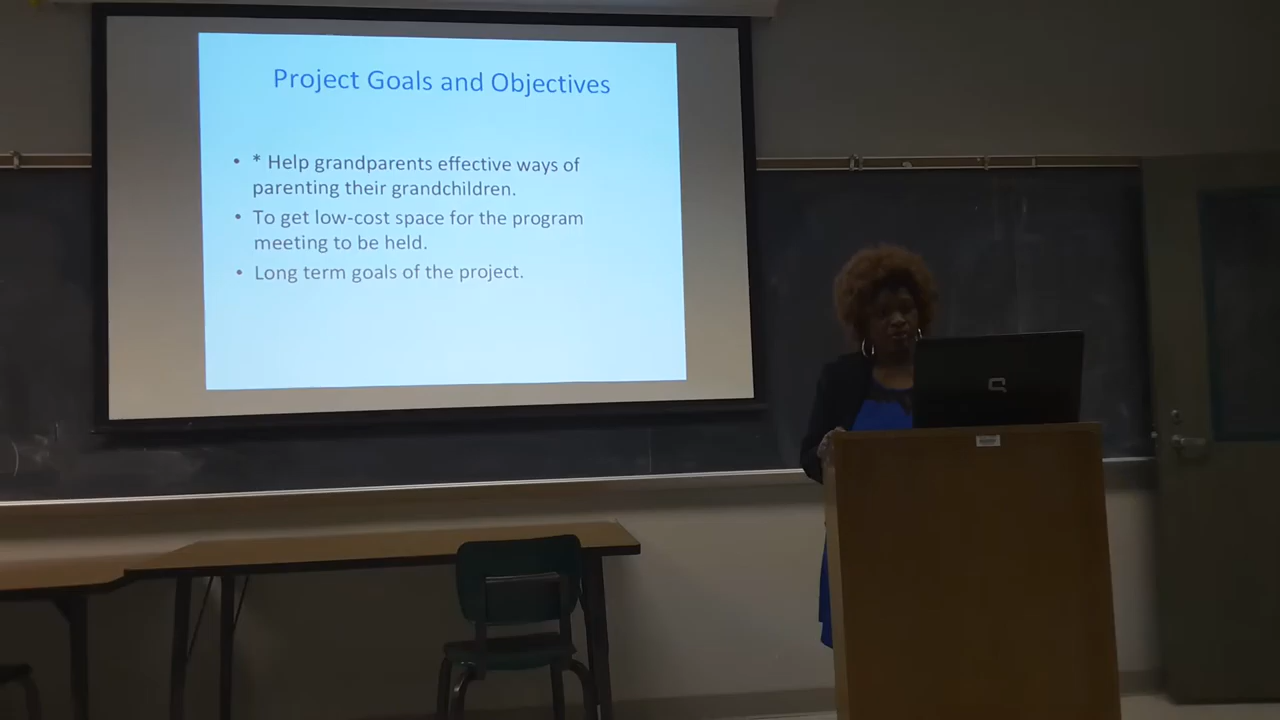 Project Goals and Objectives
• * Help grandparents effective ways of
parenting their grandchildren.
• To get low-cost space for the program
meeting to be held.
• Long term goals of the project.